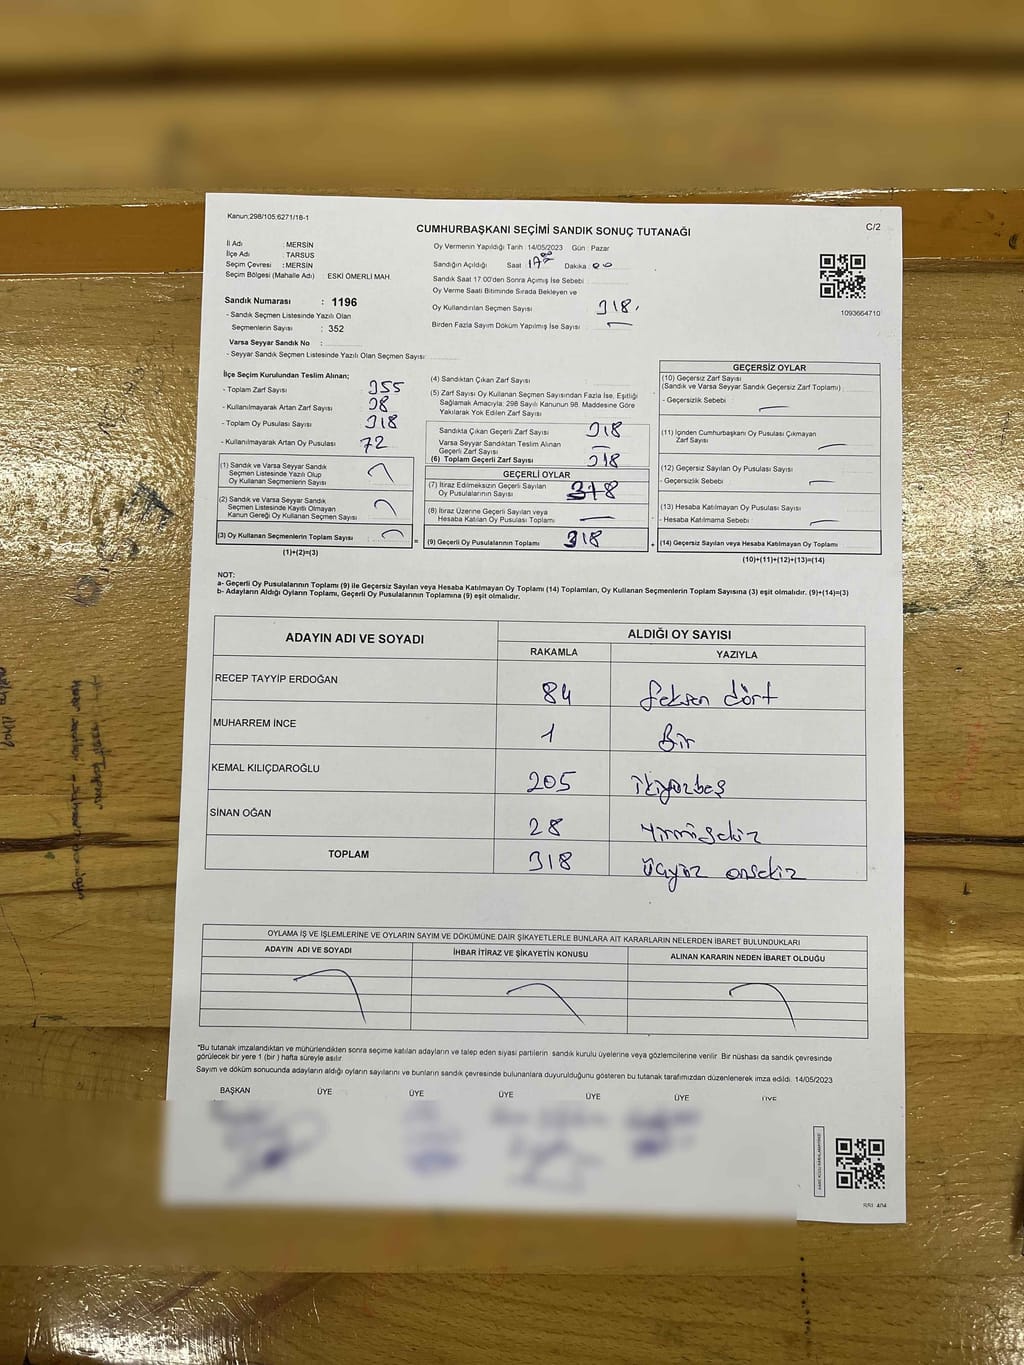 Kanun:298/105:6271/18-1
C/2
CUMHURBAŞKANI SEÇİMİ SANDIK SONUÇ TUTANAĞI
İl Adı : MERSİN
İlçe Adı : TARSUS
Seçim Çevresi : MERSİN
Seçim Bölgesi (Mahalle Adı) : ESKİ ÖMERLİ MAH.
Sandık Numarası : 1196
- Sandık Seçmen Listesinde Yazılı Olan
Seçmenlerin Sayısı : 352
Varsa Seyyar Sandık No :
- Seyyar Sandık Seçmen Listesinde Yazılı Olan Seçmen Sayısı:
Oy Vermenin Yapıldığı Tarih : 14/05/2023 Gün : Pazar
Sandığın Açıldığı Saat : 17 00 Dakika : 00
Sandık Saat 17.00'den Sonra Açımış İse Sebebi :
Oy Verme Saati Bitiminde Sırada Bekleyen ve
Oy Kullandırılan Seçmen Sayısı 318
Birden Fazla Sayım Döküm Yapılmış İse Sayısı :
1093664710
İlçe Seçim Kurulundan Teslim Alınan;
- Toplam Zarf Sayısı 355
- Kullanılmayarak Artan Zarf Sayısı 38
- Toplam Oy Pusulası Sayısı 318
- Kullanılmayarak Artan Oy Pusulası 72
(1) Sandık ve Varsa Seyyar Sandık
Seçmen Listesinde Yazılı Olup
Oy Kullanan Seçmenlerin Sayısı
(2) Sandık ve Varsa Seyyar Sandık
Seçmen Listesinde Kayıtlı Olmayan
Kanun Gereği Oy Kullanan Seçmen Sayısı
(3) Oy Kullanan Seçmenlerin Toplam Sayısı
(1)+(2)=(3)
(4) Sandıktan Çıkan Zarf Sayısı :
(5) Zarf Sayısı Oy Kullanan Seçmen Sayısından Fazla İse, Eşitliği
Sağlamak Amacıyla; 298 Sayılı Kanunun 98. Maddesine Göre
Yakılarak Yok Edilen Zarf Sayısı
Sandıkta Çıkan Geçerli Zarf Sayısı 318
Varsa Seyyar Sandıktan Teslim Alınan
Geçerli Zarf Sayısı
(6) Toplam Geçerli Zarf Sayısı 318
GEÇERLİ OYLAR
(7) İtiraz Edilmeksizin Geçerli Sayılan
Oy Pusulalarının Sayısı 318
(8) İtiraz Üzerine Geçerli Sayılan veya
Hesaba Katılan Oy Pusulası Toplamı
(9) Geçerli Oy Pusulalarının Toplamı 318
GEÇERSİZ OYLAR
(10) Geçersiz Zarf Sayısı
(Sandık ve Varsa Seyyar Sandık Geçersiz Zarf Toplamı)
- Geçersizlik Sebebi :
(11) İçinden Cumhurbaşkanı Oy Pusulası Çıkmayan
Zarf Sayısı
(12) Geçersiz Sayılan Oy Pusulası Sayısı
- Geçersizlik Sebebi :
(13) Hesaba Katılmayan Oy Pusulası Sayısı
- Hesaba Katılmama Sebebi :
(14) Geçersiz Sayılan veya Hesaba Katılmayan Oy Toplamı
(10)+(11)+(12)+(13)=(14)
NOT:
a- Geçerli Oy Pusulalarının Toplamı (9) ile Geçersiz Sayılan veya Hesaba Katılmayan Oy Toplamı (14) Toplamları, Oy Kullanan Seçmenlerin Toplam Sayısına (3) eşit olmalıdır. (9)+(14)=(3)
b- Adayların Aldığı Oyların Toplamı, Geçerli Oy Pusulalarının Toplamına (9) eşit olmalıdır.
ADAYIN ADI VE SOYADI ALDIĞI OY SAYISI
RAKAMLA YAZIYLA
RECEP TAYYİP ERDOĞAN 84 Seksen dört
MUHARREM İNCE 1 Bir
KEMAL KILIÇDAROĞLU 205 ikiyüzbeş
SİNAN OĞAN 28 Yirmisekiz
TOPLAM 318 üçyüz onsekiz
OYLAMA İŞ VE İŞLEMLERİNE VE OYLARIN SAYIM VE DÖKÜMÜNE DAİR ŞİKAYETLERLE BUNLARA AİT KARARLARIN NELERDEN İBARET BULUNDUKLARI
ADAYIN ADI VE SOYADI İHBAR İTİRAZ VE ŞİKAYETİN KONUSU ALINAN KARARIN NEDEN İBARET OLDUĞU
"Bu tutanak imzalandıktan ve mühürlendikten sonra seçime katılan adayların ve talep eden siyasi partilerin sandık kurulu üyelerine veya gözlemcilerine verilir. Bir nüshası da sandık çevresinde
görülecek bir yere 1 (bir) hafta süreyle asılır.
Sayım ve döküm sonucunda adayların aldığı oyların sayılarını ve bunların sandık çevresinde bulunanlara duyurulduğunu gösteren bu tutanak tarafımızdan düzenlenerek imza edildi. 14/05/2023
BAŞKAN ÜYE ÜYE ÜYE ÜYE ÜYE ÜYE